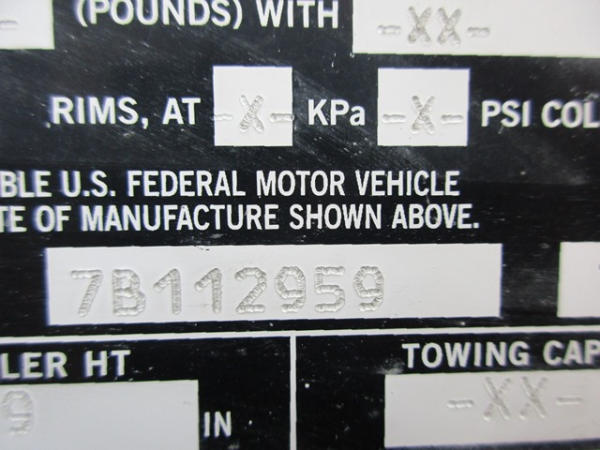 (POUNDS) WITH -XX-
RIMS, AT -X- KPa -X- PSI COL
BLE U.S. FEDERAL MOTOR VEHICLE
TE OF MANUFACTURE SHOWN ABOVE.
7B112959
LER HT
TOWING CAP
9 IN
-XX-